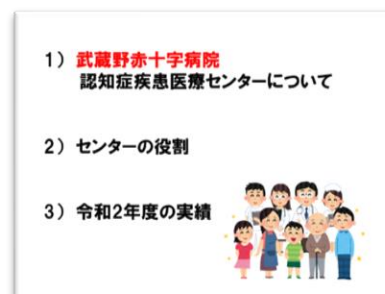 1) 武蔵野赤十字病院
認知症疾患医療センターについて
2) センターの役割
3) 令和2年度の実績